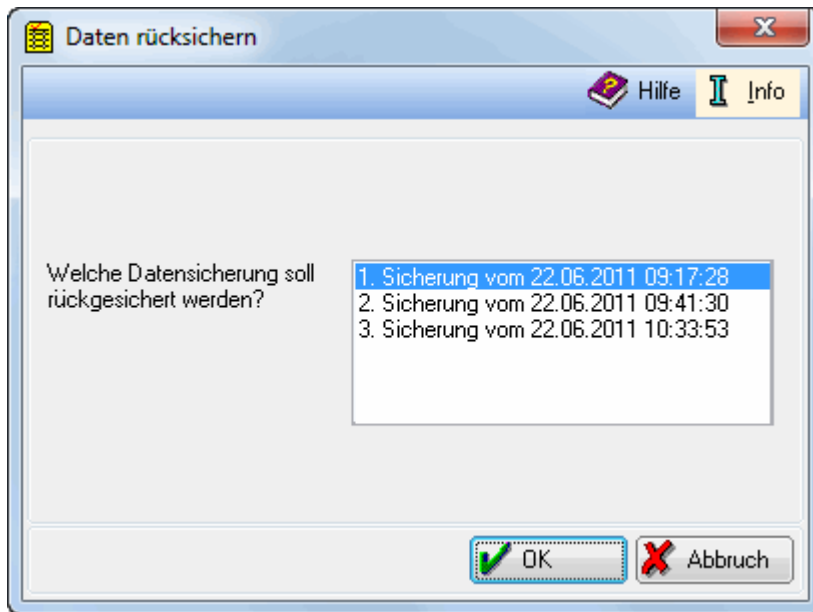 Daten rücksichern
Hilfe
Info
Welche Datensicherung soll
rückgesichert werden?
1. Sicherung vom 22.06.2011 09:17:28
2. Sicherung vom 22.06.2011 09:41:30
3. Sicherung vom 22.06.2011 10:33:53
OK
Abbruch